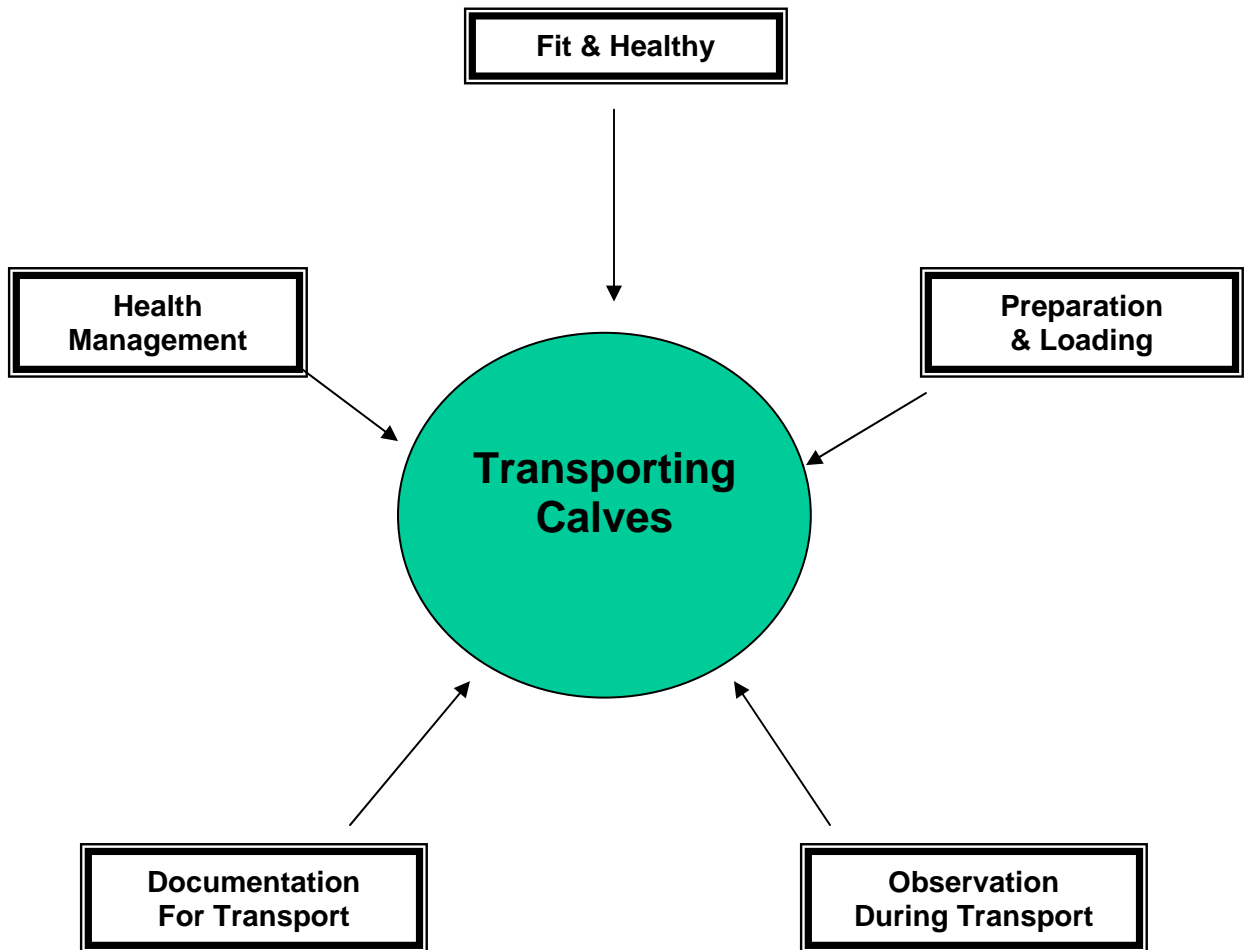 Fit & Healthy
Health
Management
Preparation
& Loading
Transporting
Calves
Documentation
For Transport
Observation
During Transport